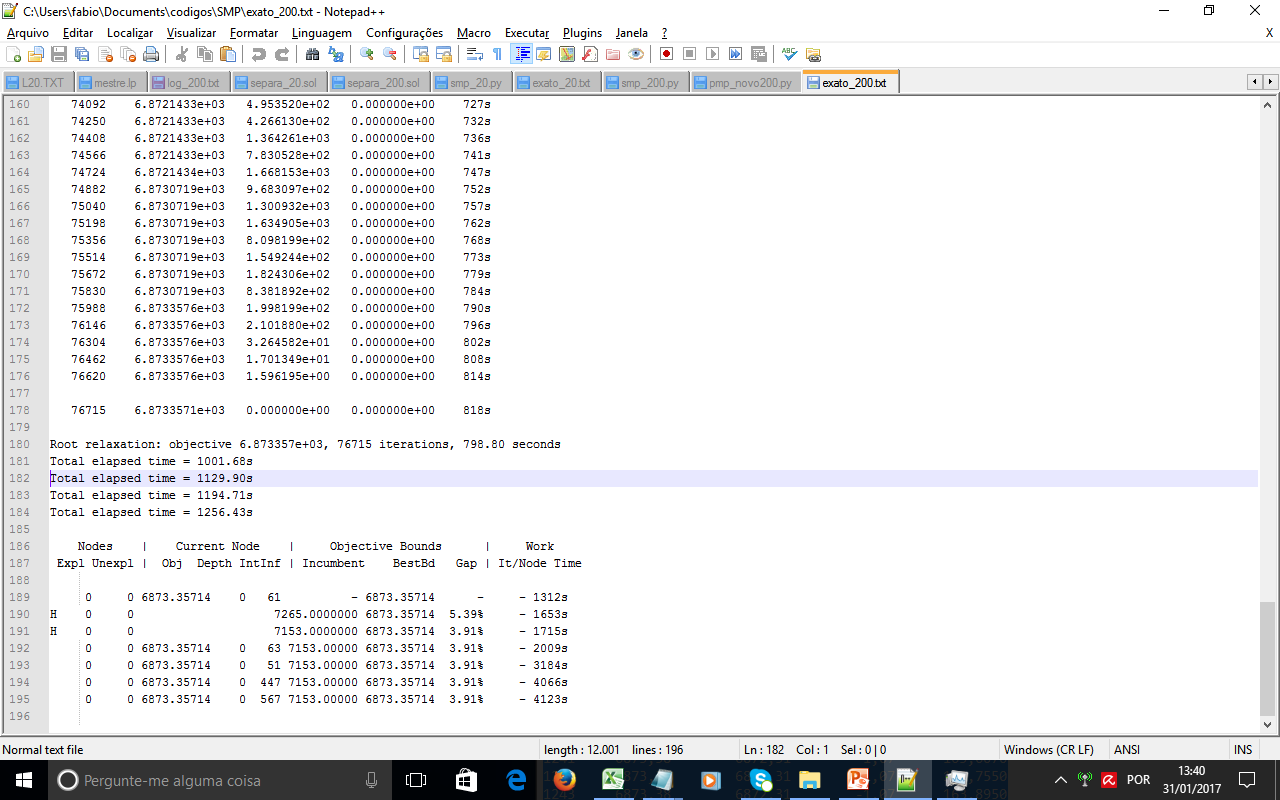 C:\Users\fabio\Documents\codigos\SMP\exato_200.txt - Notepad++
Arquivo Editar Localizar Visualizar Formatar Linguagem Configurações Macro Executar Plugins Janela ? X
L20.TXT mestre.lp log_200.txt separa_20.sol separa_200.sol smp_20.py exato_20.txt smp_200.py pmp_novo200.py exato_200.txt
160 74092 6.8721433e+03 4.953520e+02 0.000000e+00 727s
161 74250 6.8721433e+03 4.266130e+02 0.000000e+00 732s
162 74408 6.8721433e+03 1.364261e+03 0.000000e+00 736s
163 74566 6.8721433e+03 7.830528e+02 0.000000e+00 741s
164 74724 6.8721434e+03 1.668153e+03 0.000000e+00 747s
165 74882 6.8730719e+03 9.683097e+02 0.000000e+00 752s
166 75040 6.8730719e+03 1.300932e+03 0.000000e+00 757s
167 75198 6.8730719e+03 1.634905e+03 0.000000e+00 762s
168 75356 6.8730719e+03 8.098199e+02 0.000000e+00 768s
169 75514 6.8730719e+03 1.549244e+02 0.000000e+00 773s
170 75672 6.8730719e+03 1.824306e+02 0.000000e+00 779s
171 75830 6.8730719e+03 8.381892e+02 0.000000e+00 784s
172 75988 6.8733576e+03 1.998199e+02 0.000000e+00 790s
173 76146 6.8733576e+03 2.101880e+02 0.000000e+00 796s
174 76304 6.8733576e+03 3.264582e+01 0.000000e+00 802s
175 76462 6.8733576e+03 1.701349e+01 0.000000e+00 808s
176 76620 6.8733576e+03 1.596195e+00 0.000000e+00 814s
177
178 76715 6.8733571e+03 0.000000e+00 0.000000e+00 818s
179
180 Root relaxation: objective 6.873357e+03, 76715 iterations, 798.80 seconds
181 Total elapsed time = 1001.68s
182 Total elapsed time = 1129.90s
183 Total elapsed time = 1194.71s
184 Total elapsed time = 1256.43s
185
186 Nodes | Current Node | Objective Bounds | Work
187 Expl Unexpl | Obj Depth IntInf | Incumbent BestBd Gap | It/Node Time
188
189 0 0 6873.35714 0 61 - 6873.35714 - - 1312s
190 H 0 0 7265.0000000 6873.35714 5.39% - 1653s
191 H 0 0 7153.0000000 6873.35714 3.91% - 1715s
192 0 0 6873.35714 0 63 7153.00000 6873.35714 3.91% - 2009s
193 0 0 6873.35714 0 51 7153.00000 6873.35714 3.91% - 3184s
194 0 0 6873.35714 0 447 7153.00000 6873.35714 3.91% - 4066s
195 0 0 6873.35714 0 567 7153.00000 6873.35714 3.91% - 4123s
196
Normal text file length : 12.001 lines : 196 Ln : 182 Col : 1 Sel : 0 | 0 Windows (CR LF) ANSI INS
Pergunte-me alguma coisa POR 13:40
31/01/2017